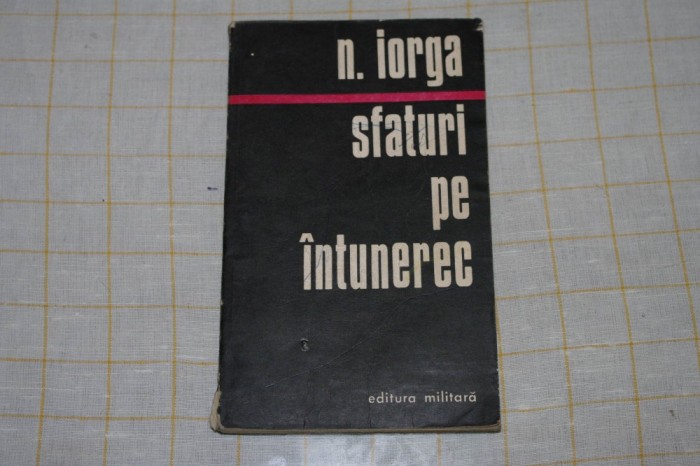 n. iorga
sfaturi
pe
întunerec
editura militară